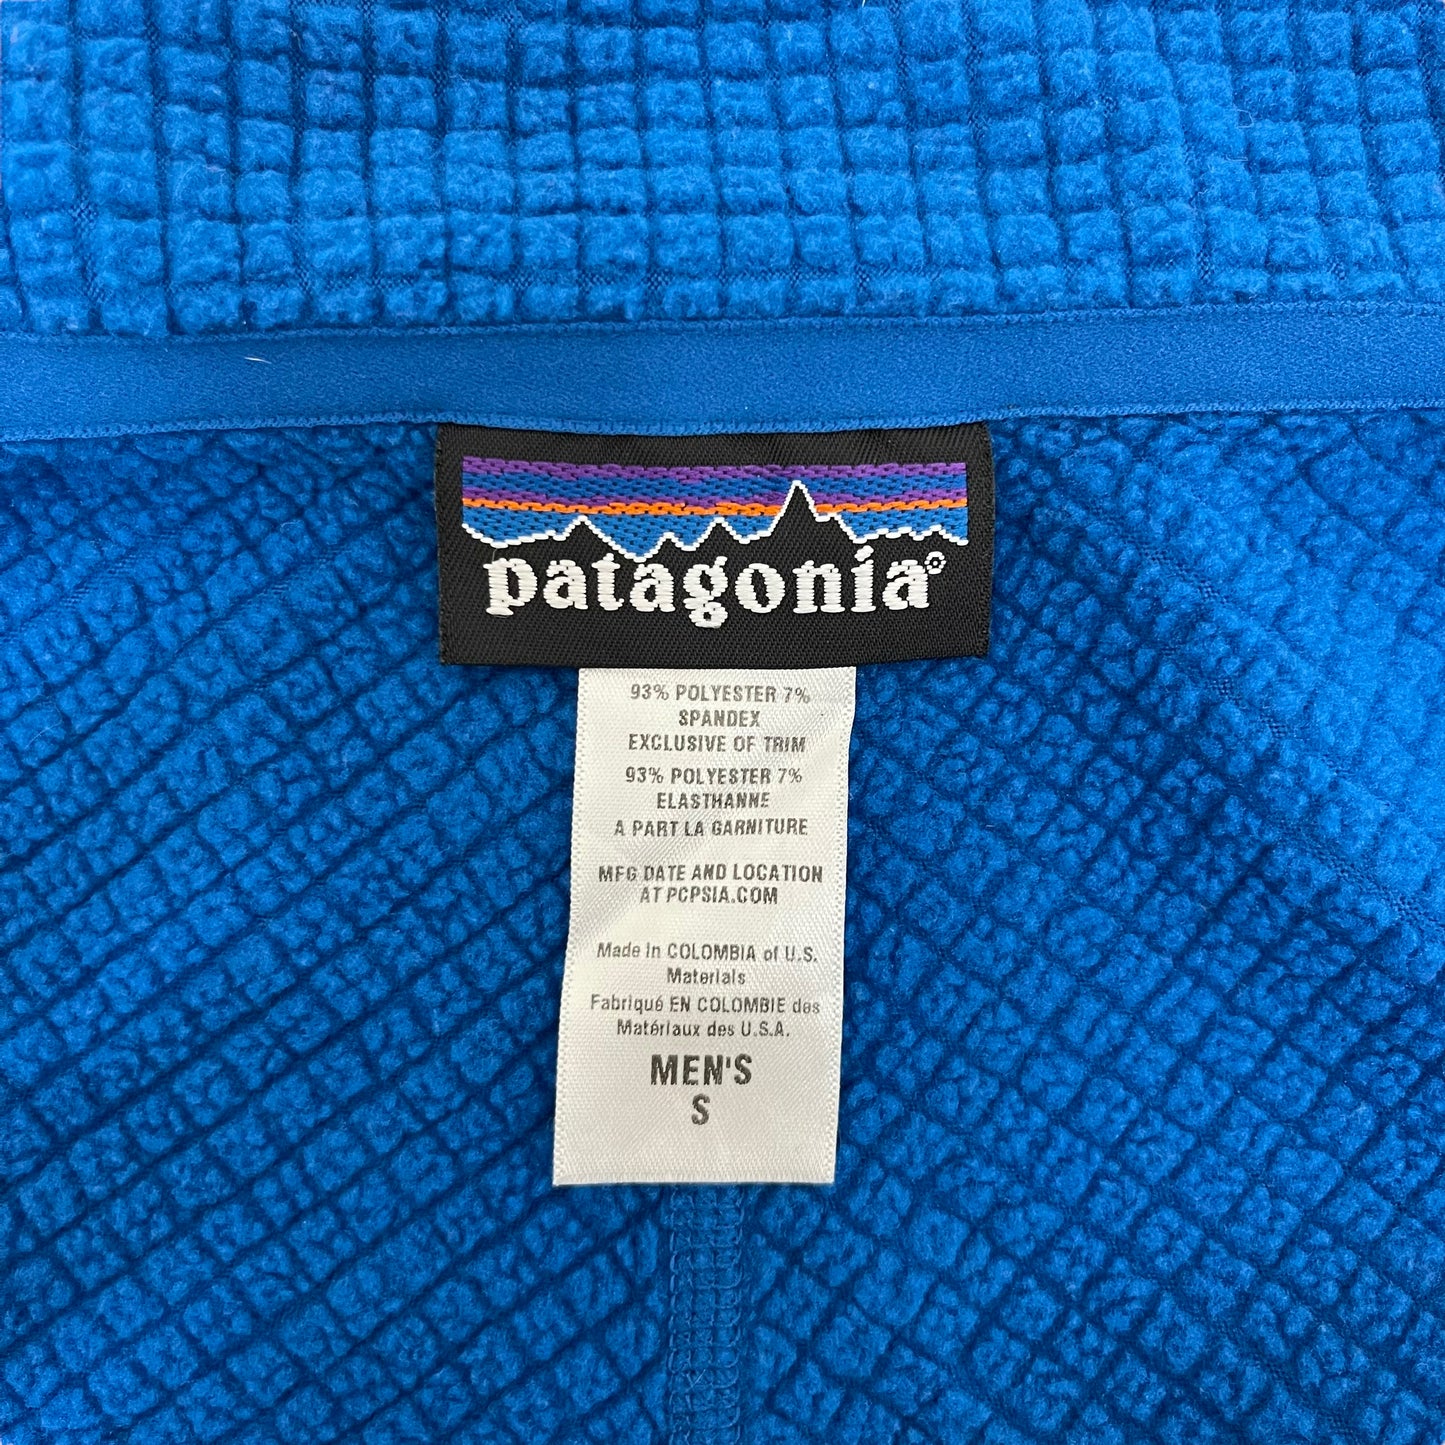 patagonia®
93% POLYESTER 7%
SPANDEX
EXCLUSIVE OF TRIM
93% POLYESTER 7%
ELASTHANNE
A PART LA GARNITURE
MFG DATE AND LOCATION
AT PCPSIA.COM
Made in COLOMBIA of U.S.
Materials
Fabriqué EN COLOMBIE des
Matériaux des U.S.A.
MEN'S
S